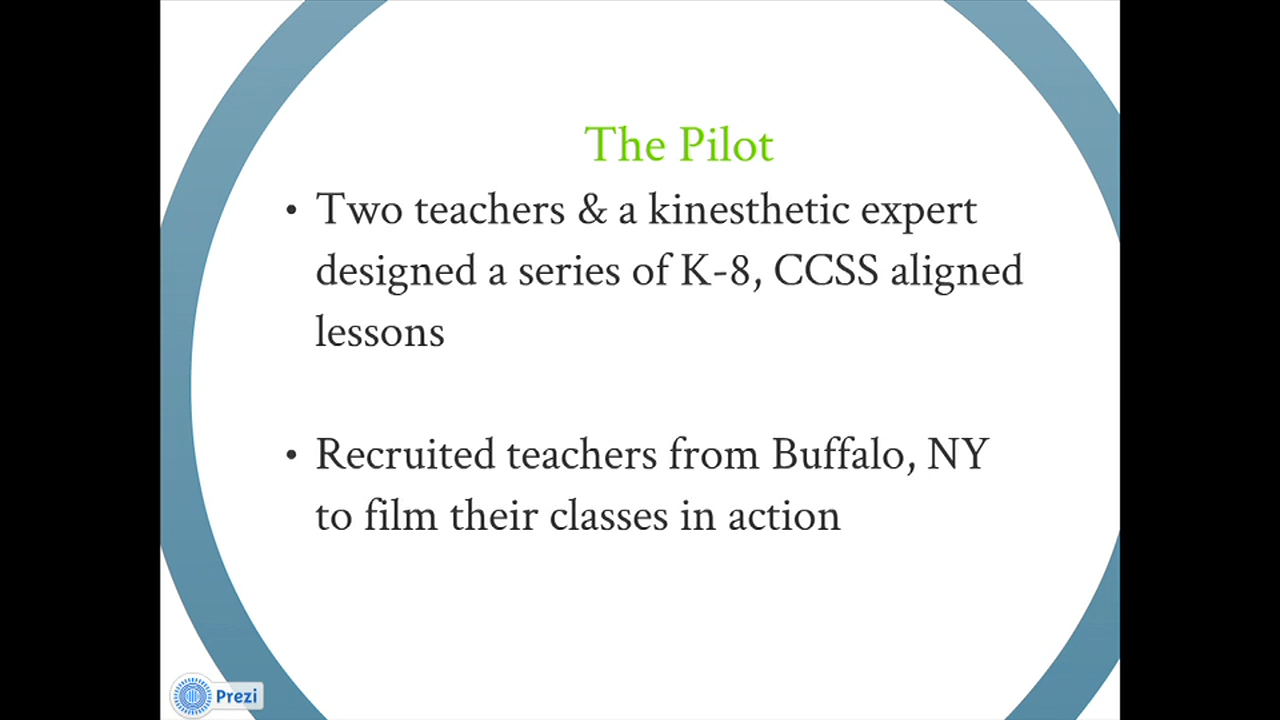 The Pilot
• Two teachers & a kinesthetic expert
designed a series of K-8, CCSS aligned
lessons
• Recruited teachers from Buffalo, NY
to film their classes in action
Prezi